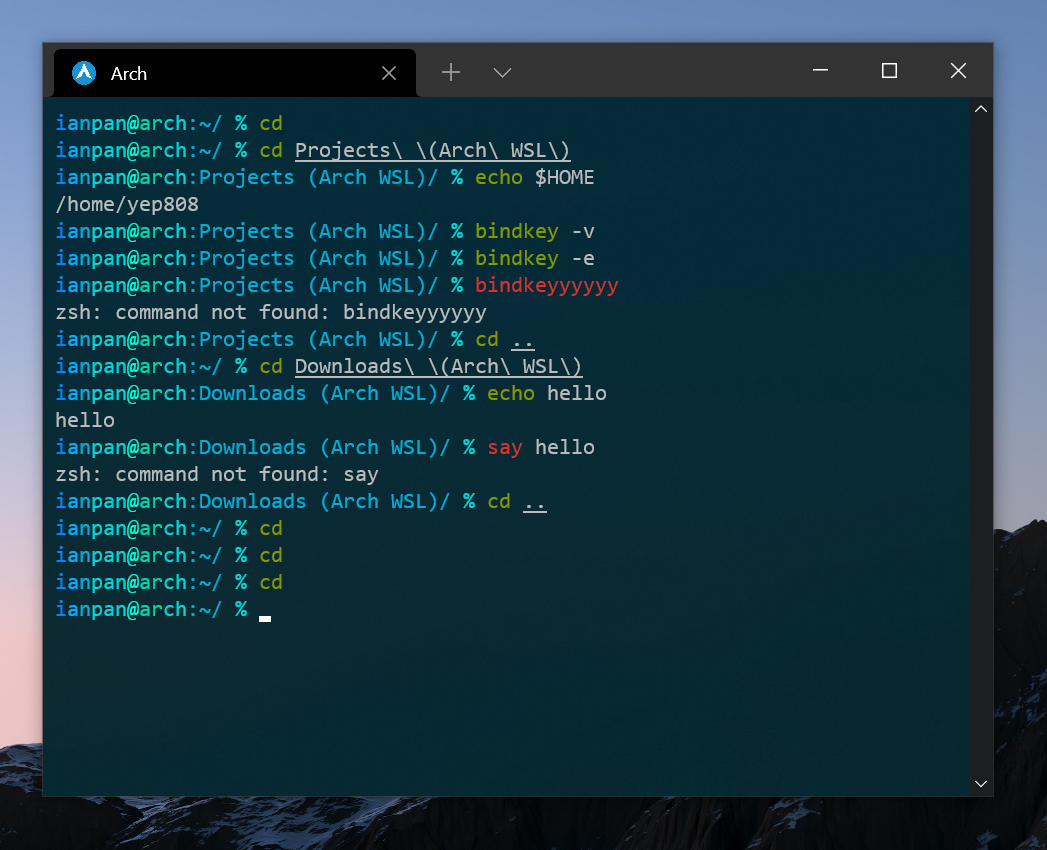 Arch
ianpan@arch:~/ % cd
ianpan@arch:~/ % cd Projects\ \(Arch\ WSL\)
ianpan@arch:Projects (Arch WSL)/ % echo $HOME
/home/yep808
ianpan@arch:Projects (Arch WSL)/ % bindkey -v
ianpan@arch:Projects (Arch WSL)/ % bindkey -e
ianpan@arch:Projects (Arch WSL)/ % bindkeyyyyyy
zsh: command not found: bindkeyyyyyy
ianpan@arch:Projects (Arch WSL)/ % cd ..
ianpan@arch:~/ % cd Downloads\ \(Arch\ WSL\)
ianpan@arch:Downloads (Arch WSL)/ % echo hello
hello
ianpan@arch:Downloads (Arch WSL)/ % say hello
zsh: command not found: say
ianpan@arch:Downloads (Arch WSL)/ % cd ..
ianpan@arch:~/ % cd
ianpan@arch:~/ % cd
ianpan@arch:~/ % cd
ianpan@arch:~/ %